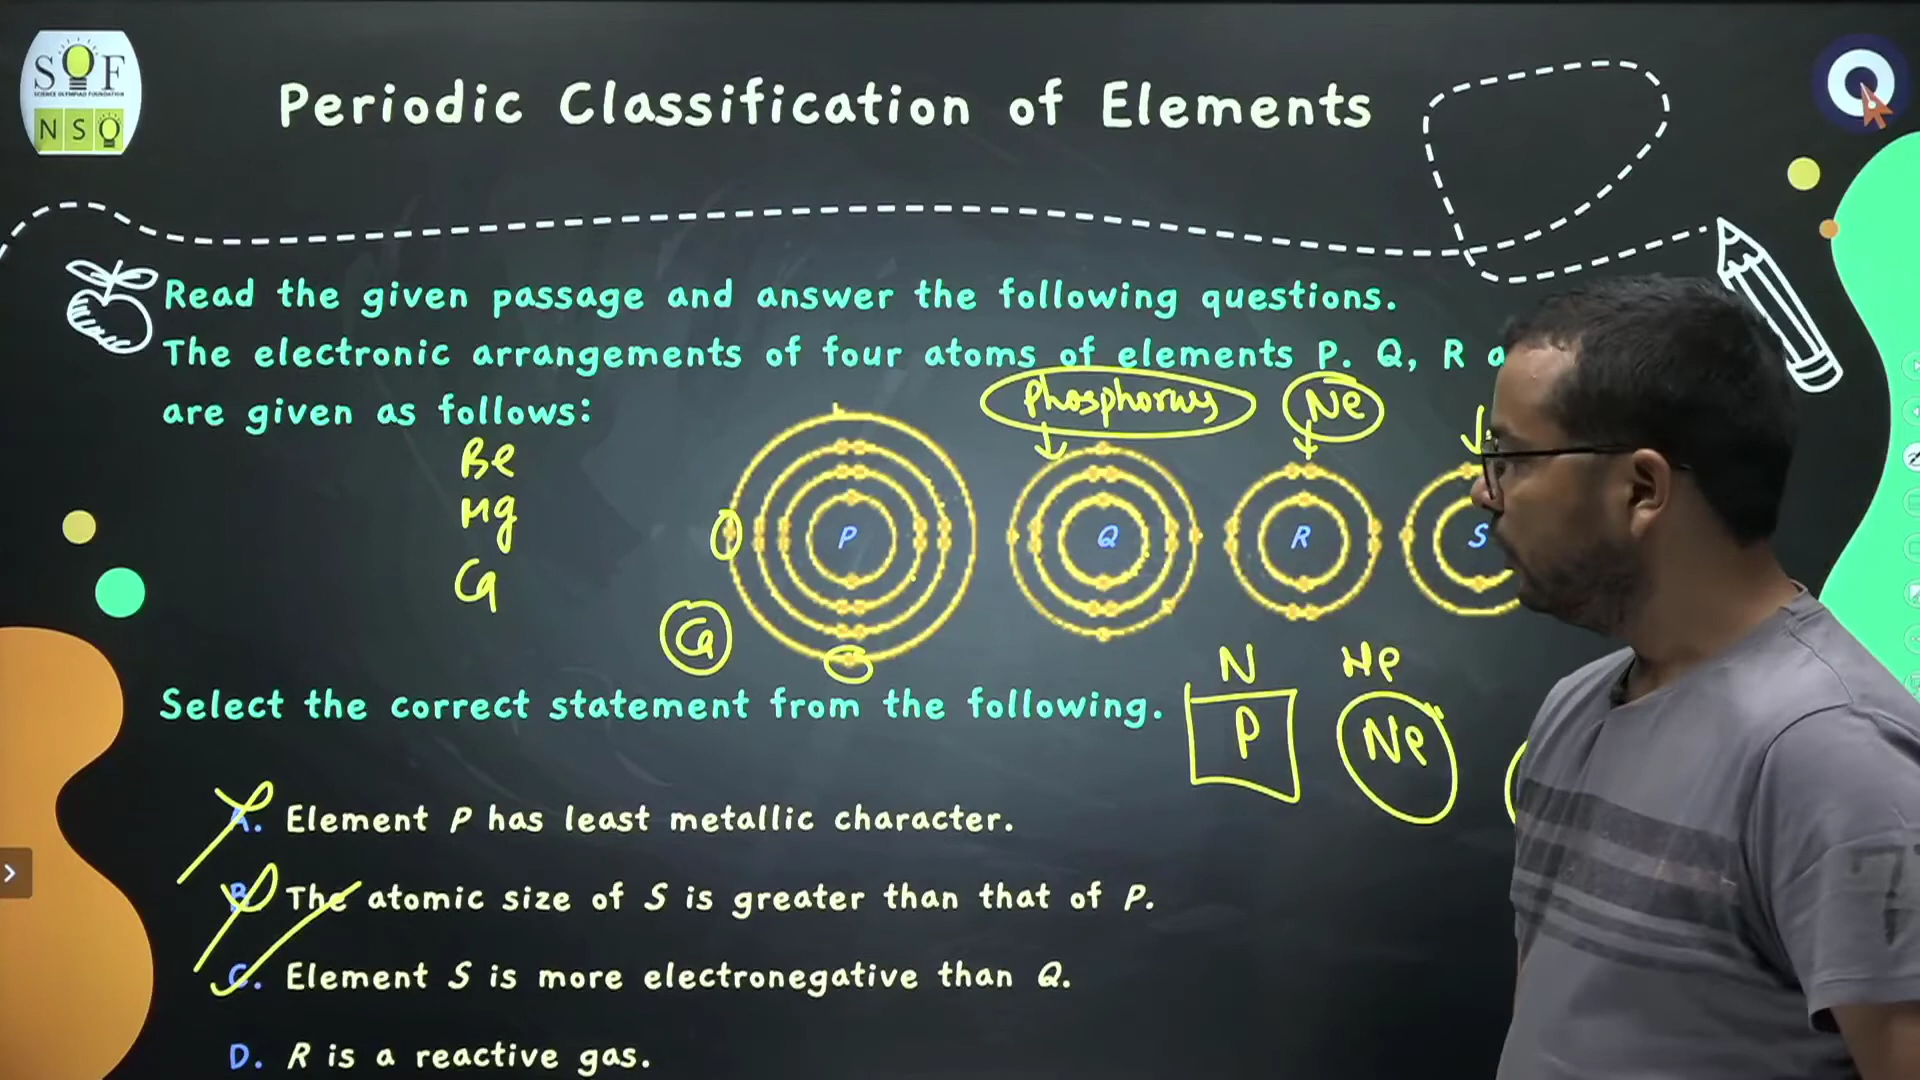 SOF
SCIENCE OLYMPIAD FOUNDATION
NSO
Periodic Classification of Elements
Read the given passage and answer the following questions.
The electronic arrangements of four atoms of elements P. Q, R a
are given as follows:
Phosphorus
Ne
Be
Mg
Ca
Ca
P
Q
R
S
N
He
P
Ne
Select the correct statement from the following.
A. Element P has least metallic character.
B. The atomic size of S is greater than that of P.
C. Element S is more electronegative than Q.
D. R is a reactive gas.